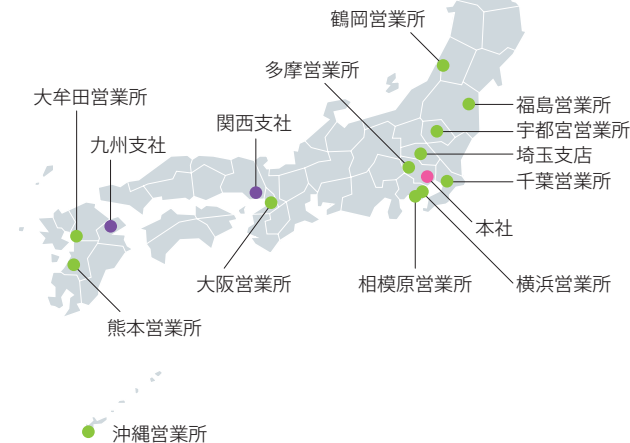 鶴岡営業所
多摩営業所
大牟田営業所
福島営業所
関西支社
宇都宮営業所
九州支社
埼玉支店
千葉営業所
本社
大阪営業所
相模原営業所
横浜営業所
熊本営業所
沖縄営業所